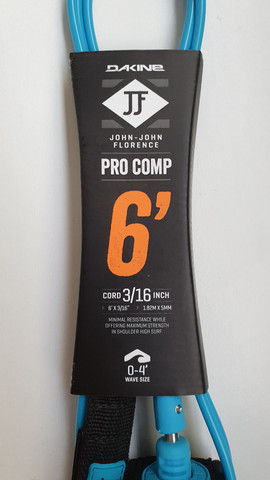 DAKINE
JJF
JOHN-JOHN
FLORENCE
PRO COMP
6'
CORD 3/16 INCH
6' X 3/16" 1.82M X 5MM
MINIMAL RESISTANCE WHILE
OFFERING MAXIMUM STRENGTH
IN SHOULDER HIGH SURF
0-4'
WAVE SIZE